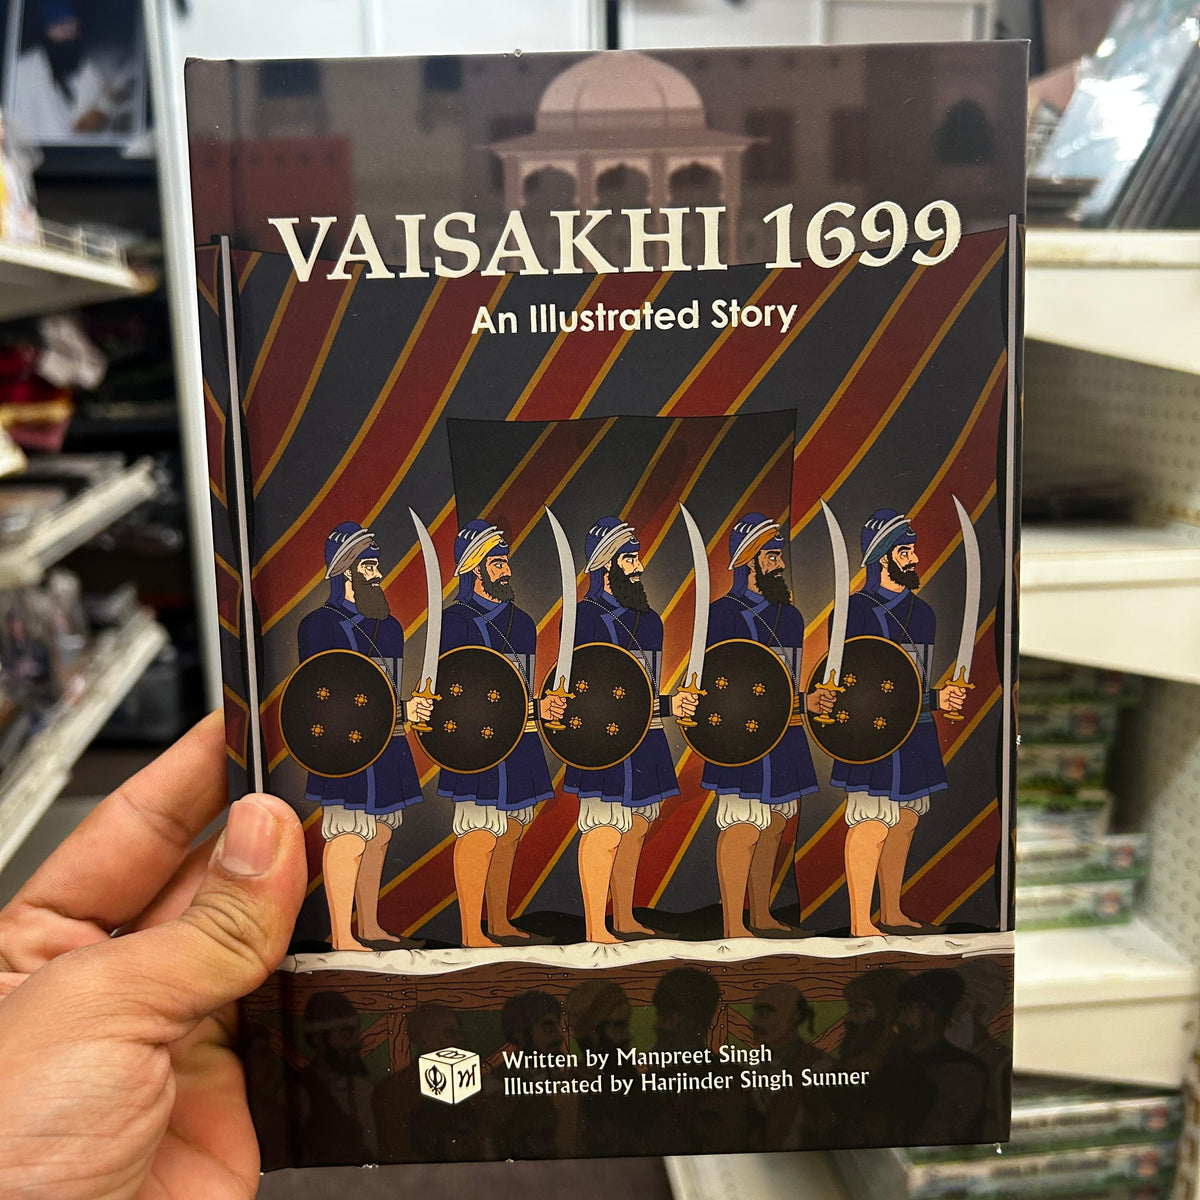 VAISAKHI 1699
An Illustrated Story
Written by Manpreet Singh
Illustrated by Harjinder Singh Sunner